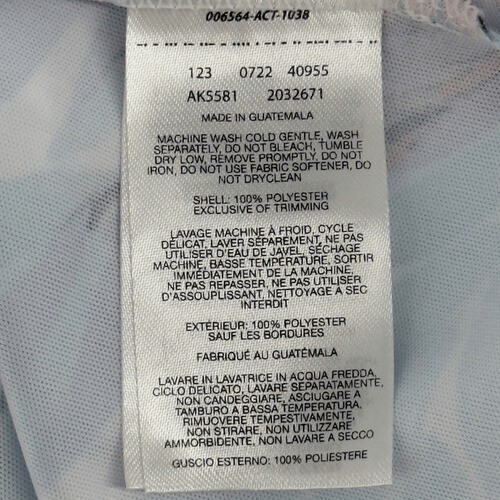 006564-ACT-1038
123 0722 40955
AK5581 2032671
MADE IN GUATEMALA
MACHINE WASH COLD GENTLE, WASH
SEPARATELY, DO NOT BLEACH, TUMBLE
DRY LOW, REMOVE PROMPTLY, DO NOT
IRON, DO NOT USE FABRIC SOFTENER, DO
NOT DRYCLEAN
SHELL: 100% POLYESTER
EXCLUSIVE OF TRIMMING
LAVAGE MACHINE À FROID, CYCLE
DÉLICAT, LAVER SÉPARÉMENT, NE PAS
UTILISER D'EAU DE JAVEL, SÉCHAGE
MACHINE, BASSE TEMPÉRATURE, SORTIR
IMMÉDIATEMENT DE LA MACHINE,
NE PAS REPASSER, NE PAS UTILISER
D'ASSOUPLISSANT, NETTOYAGE A SEC
INTERDIT
EXTÉRIEUR: 100% POLYESTER
SAUF LES BORDURES
FABRIQUÉ AU GUATÉMALA
LAVARE IN LAVATRICE IN ACQUA FREDDA,
CICLO DELICATO, LAVARE SEPARATAMENTE,
NON CANDEGGIARE, ASCIUGARE A
TAMBURO A BASSA TEMPERATURA,
RIMUOVERE TEMPESTIVAMENTE,
NON STIRARE, NON UTILIZZARE
AMMORBIDENTE, NON LAVARE A SECCO
GUSCIO ESTERNO: 100% POLIESTERE